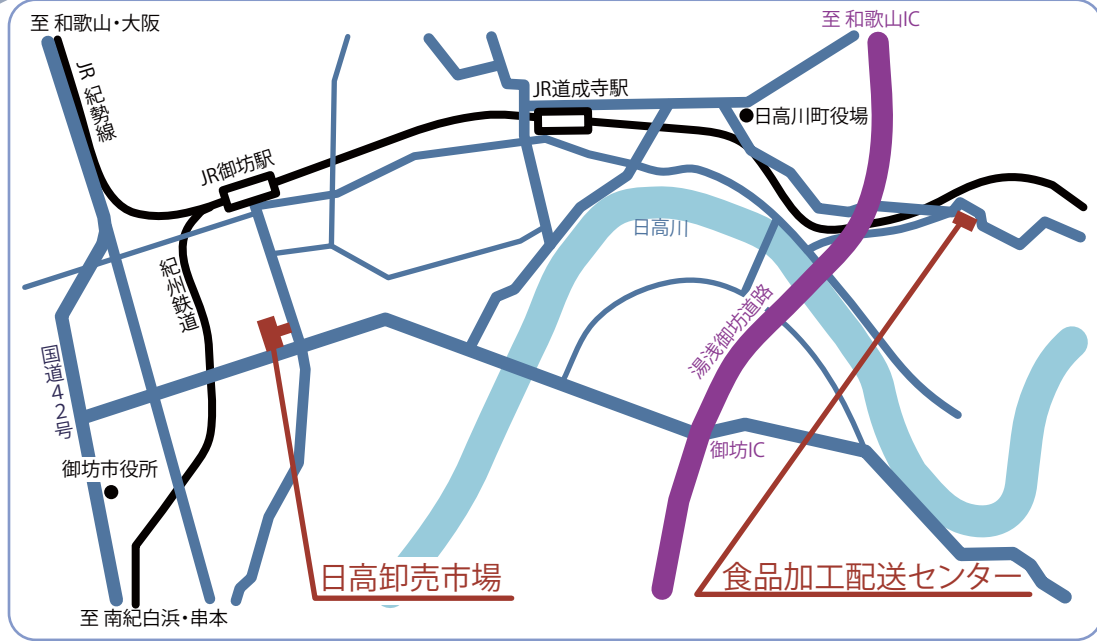 至 和歌山・大阪
至 和歌山IC
JR 紀勢線
JR道成寺駅
日高川町役場
JR御坊駅
日高川
紀州鉄道
湯浅御坊道路
国道42号
御坊IC
御坊市役所
日高卸売市場
食品加工配送センター
至 南紀白浜・串本